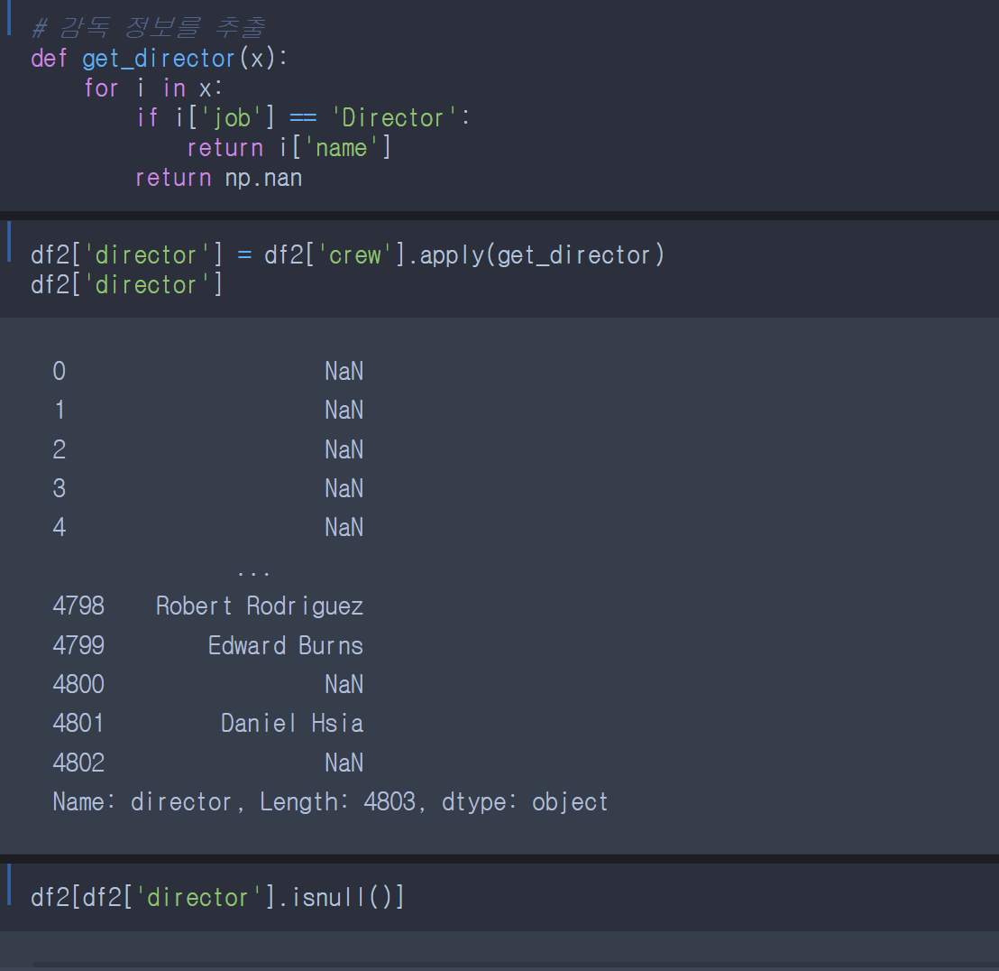 # 감독 정보를 추출
def get_director(x):
    for i in x:
        if i['job'] == 'Director':
            return i['name']
        return np.nan
df2['director'] = df2['crew'].apply(get_director)
df2['director']
0                    NaN
1                    NaN
2                    NaN
3                    NaN
4                    NaN
              ...
4798    Robert Rodriguez
4799        Edward Burns
4800                 NaN
4801         Daniel Hsia
4802                 NaN
Name: director, Length: 4803, dtype: object
df2[df2['director'].isnull()]